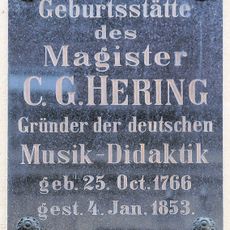 Geburtsstätte
des
Magister
C. G. HERING
Gründer der deutschen
Musik-Didaktik
geb. 25. Oct. 1766
gest. 4. Jan. 1853.